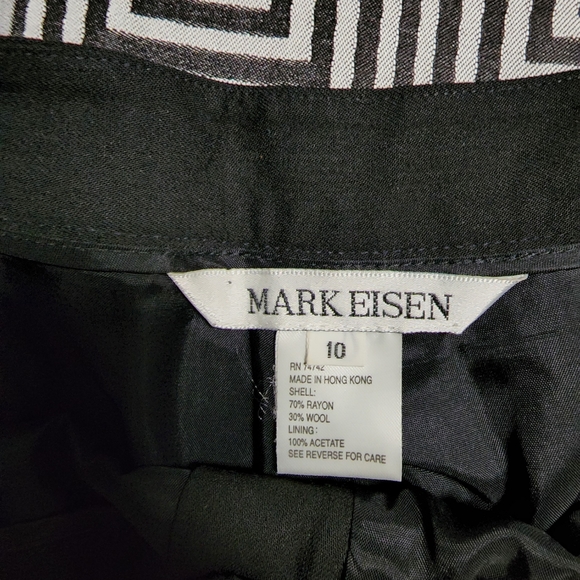 MARK EISEN
10
RN 14742
MADE IN HONG KONG
SHELL:
70% RAYON
30% WOOL
LINING:
100% ACETATE
SEE REVERSE FOR CARE